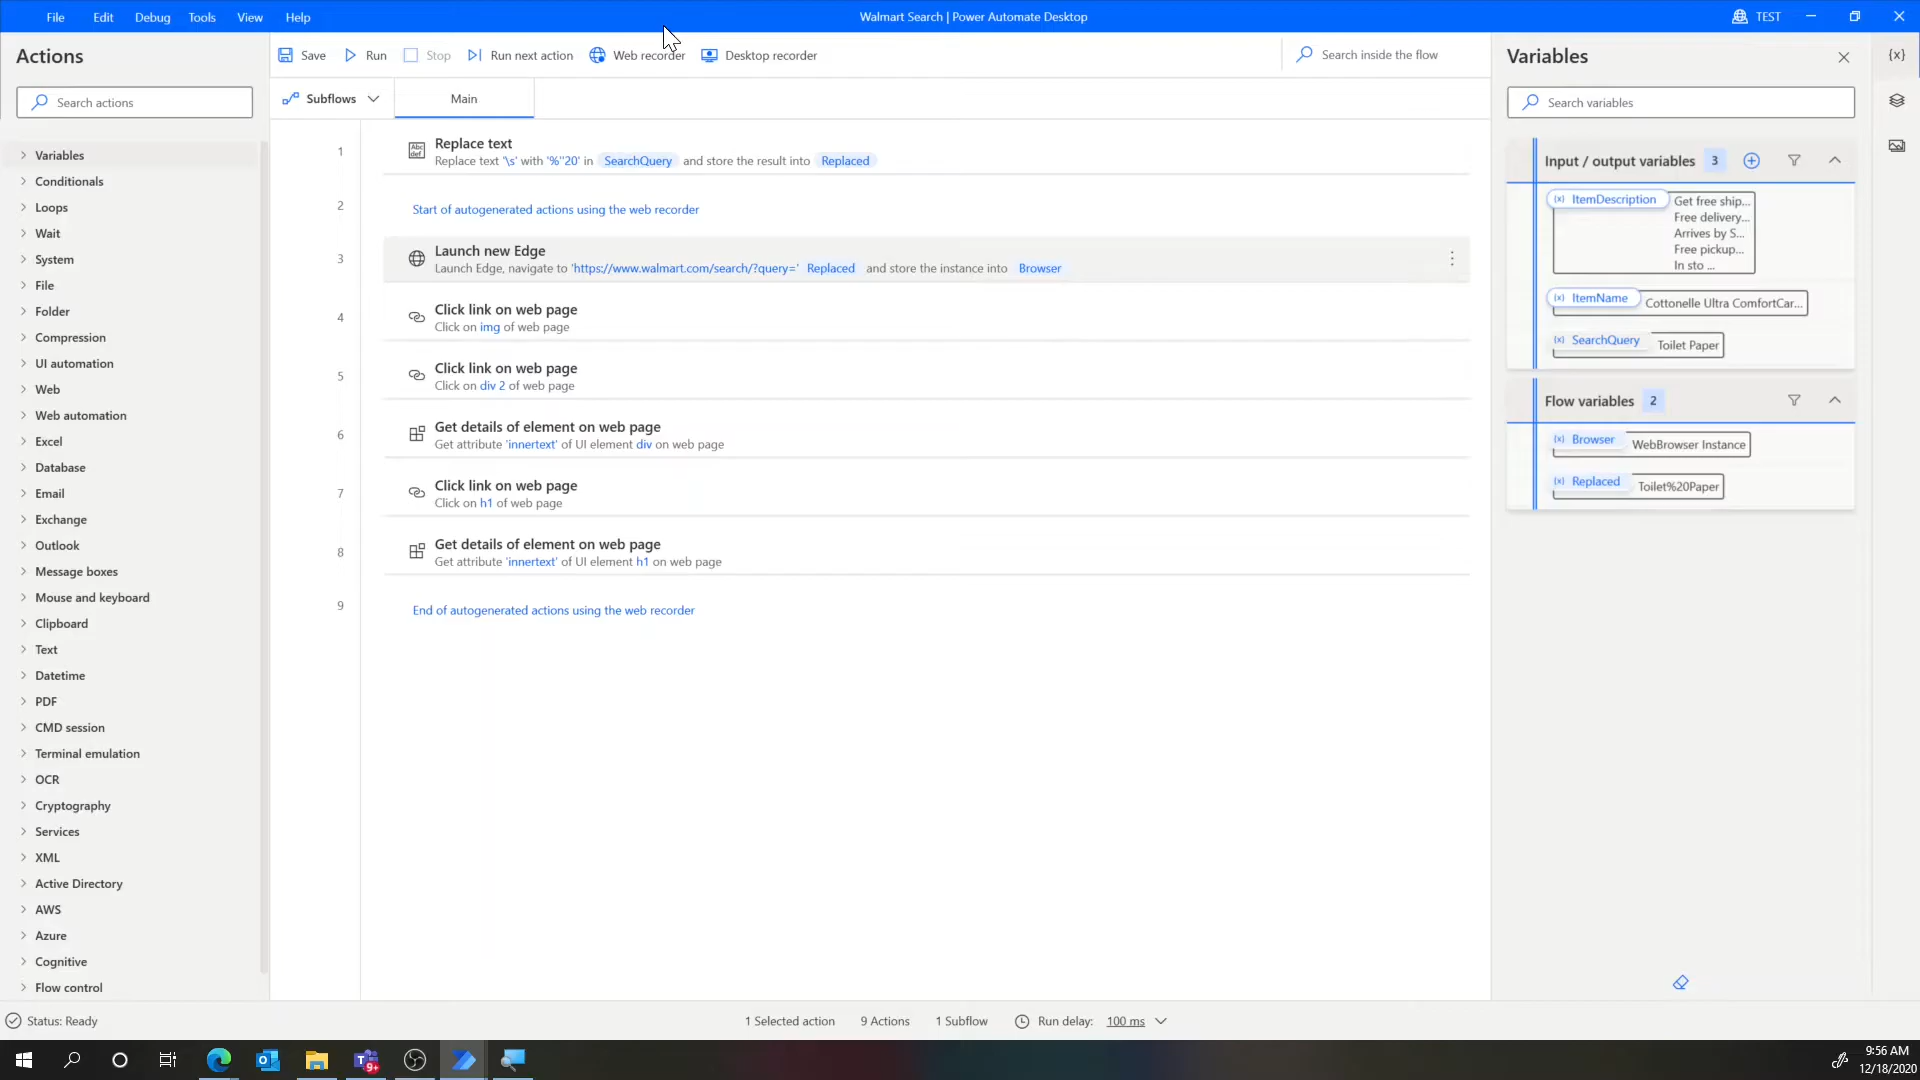 File Edit Debug Tools View Help
Walmart Search | Power Automate Desktop
TEST
Actions
Search actions
Variables
Conditionals
Loops
Wait
System
File
Folder
Compression
UI automation
Web
Web automation
Excel
Database
Email
Exchange
Outlook
Message boxes
Mouse and keyboard
Clipboard
Text
Datetime
PDF
CMD session
Terminal emulation
OCR
Cryptography
Services
XML
Active Directory
AWS
Azure
Cognitive
Flow control
Save Run Stop Run next action Web recorder Desktop recorder
Search inside the flow
Subflows Main
1
Replace text
Replace text '\s' with '%''20' in SearchQuery and store the result into Replaced
2
Start of autogenerated actions using the web recorder
3
Launch new Edge
Launch Edge, navigate to 'https://www.walmart.com/search/?query=' Replaced and store the instance into Browser
4
Click link on web page
Click on img of web page
5
Click link on web page
Click on div 2 of web page
6
Get details of element on web page
Get attribute 'innertext' of UI element div on web page
7
Click link on web page
Click on h1 of web page
8
Get details of element on web page
Get attribute 'innertext' of UI element h1 on web page
9
End of autogenerated actions using the web recorder
Variables
{x}
Search variables
Input / output variables 3
(x) ItemDescription
Get free ship...
Free delivery...
Arrives by S...
Free pickup...
In sto ...
(x) ItemName Cottonelle Ultra ComfortCar...
(x) SearchQuery Toilet Paper
Flow variables 2
(x) Browser WebBrowser Instance
(x) Replaced Toilet%20Paper
Status: Ready
1 Selected action 9 Actions 1 Subflow Run delay: 100 ms
9+
9:56 AM
12/18/2020